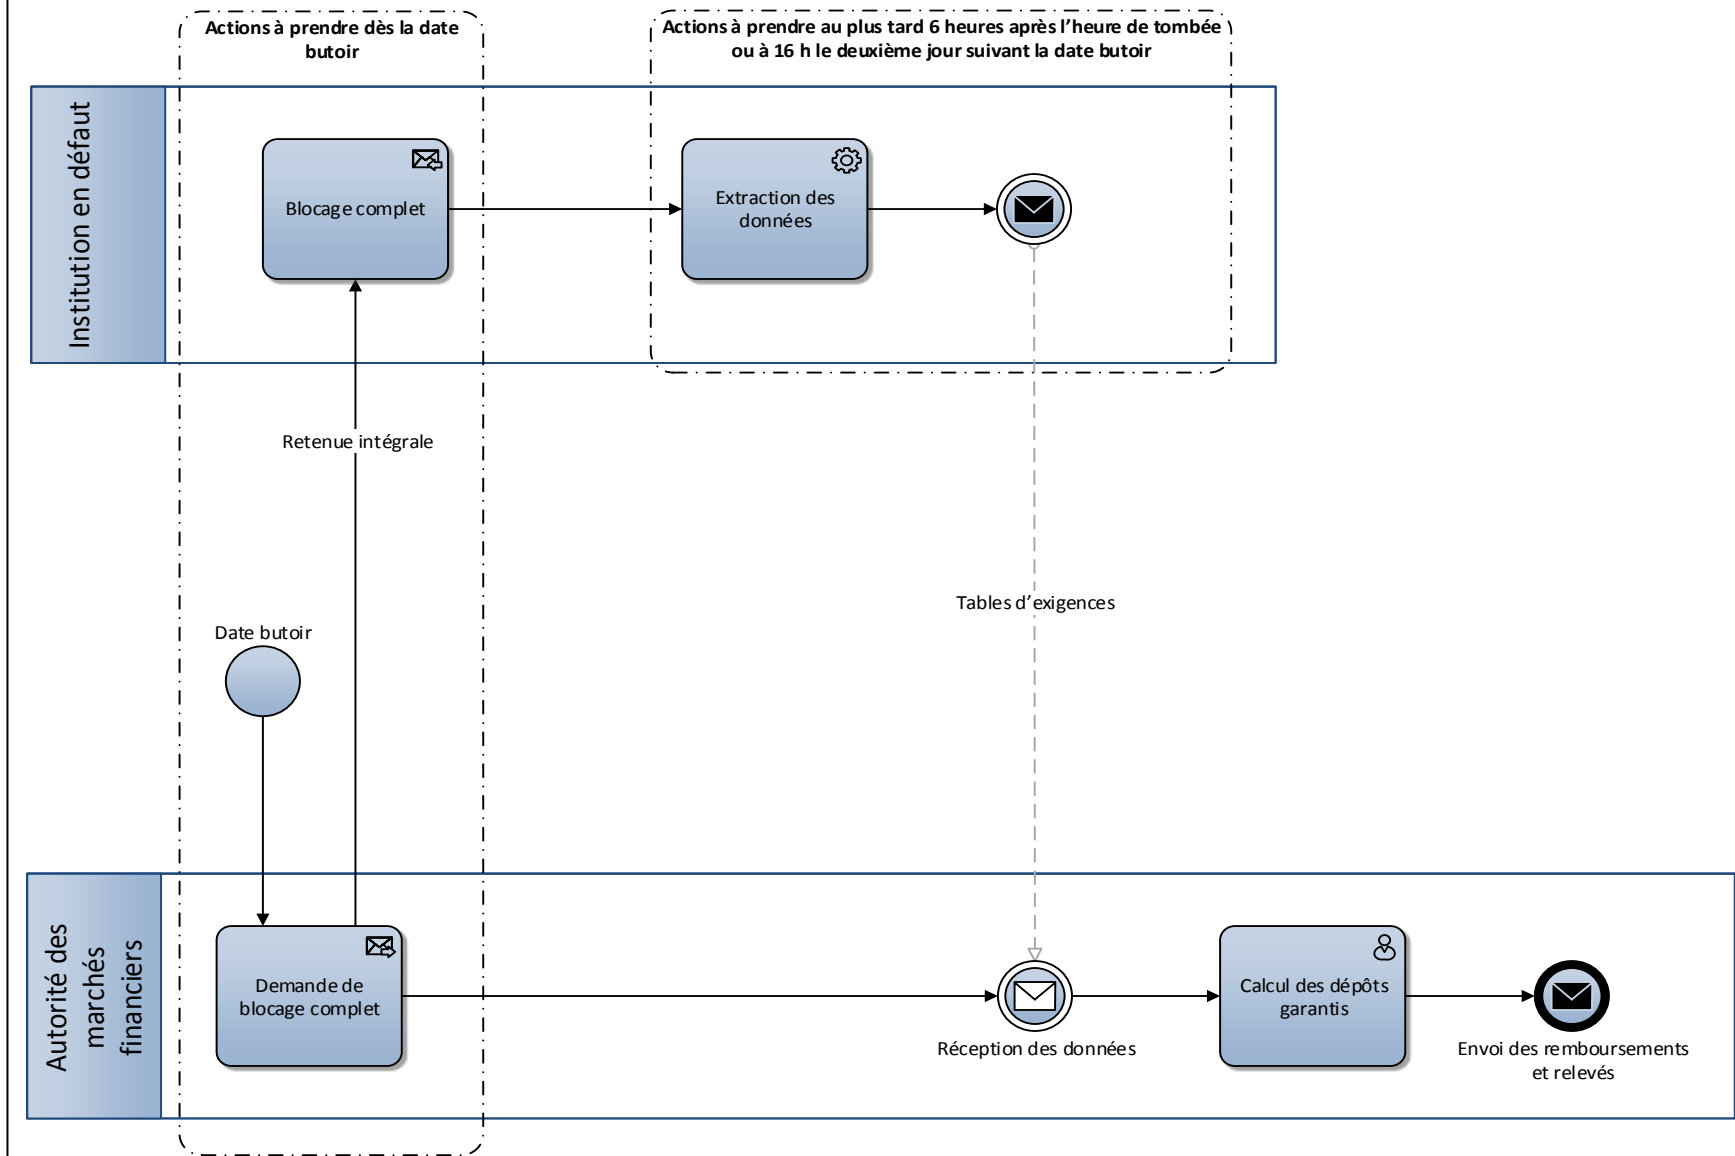 Actions à prendre dès la date
butoir
Actions à prendre au plus tard 6 heures après l’heure de tombée
ou à 16 h le deuxième jour suivant la date butoir
Institution en défaut
Blocage complet
Extraction des
données
Retenue intégrale
Tables d’exigences
Date butoir
Autorité des
marchés
financiers
Demande de
blocage complet
Réception des données
Calcul des dépôts
garantis
Envoi des remboursements
et relevés